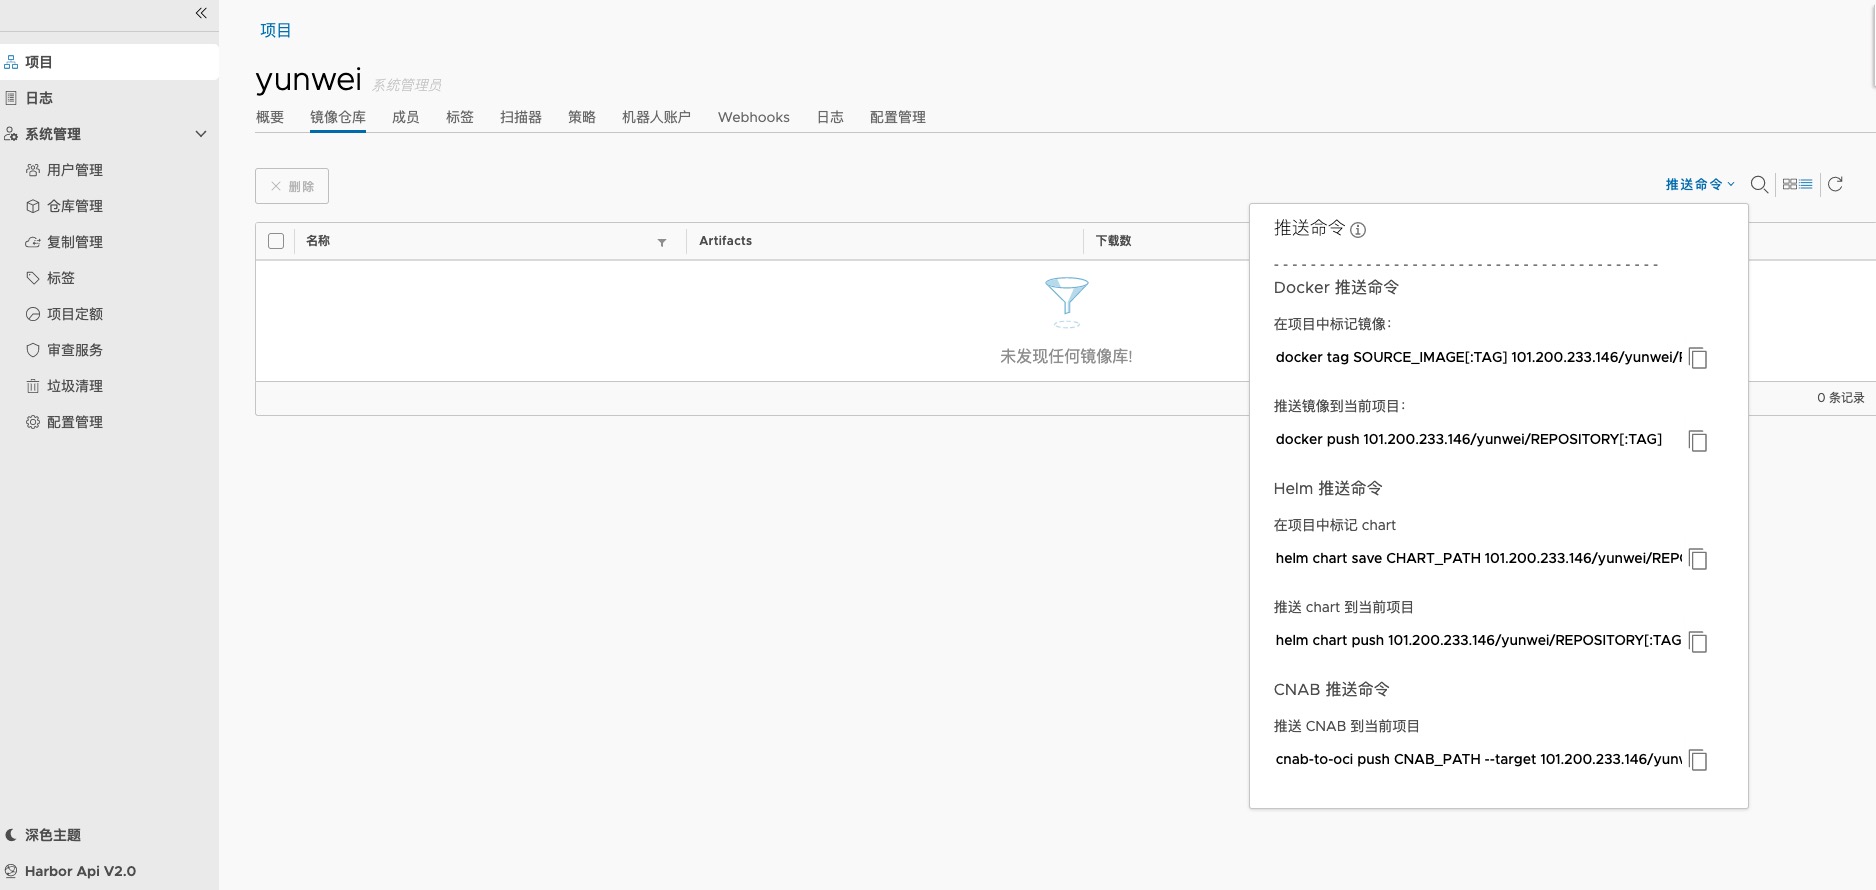 项目
日志
系统管理
用户管理
仓库管理
复制管理
标签
项目定额
审查服务
垃圾清理
配置管理
深色主题
Harbor Api V2.0
项目
yunwei 系统管理员
概要 镜像仓库 成员 标签 扫描器 策略 机器人账户 Webhooks 日志 配置管理
删除
推送命令
名称 Artifacts 下载数
未发现任何镜像库!
0 条记录
推送命令
---------------------------------------
Docker 推送命令
在项目中标记镜像：
docker tag SOURCE_IMAGE[:TAG] 101.200.233.146/yunwei/
推送镜像到当前项目：
docker push 101.200.233.146/yunwei/REPOSITORY[:TAG]
Helm 推送命令
在项目中标记 chart
helm chart save CHART_PATH 101.200.233.146/yunwei/REP
推送 chart 到当前项目
helm chart push 101.200.233.146/yunwei/REPOSITORY[:TAG
CNAB 推送命令
推送 CNAB 到当前项目
cnab-to-oci push CNAB_PATH --target 101.200.233.146/yun